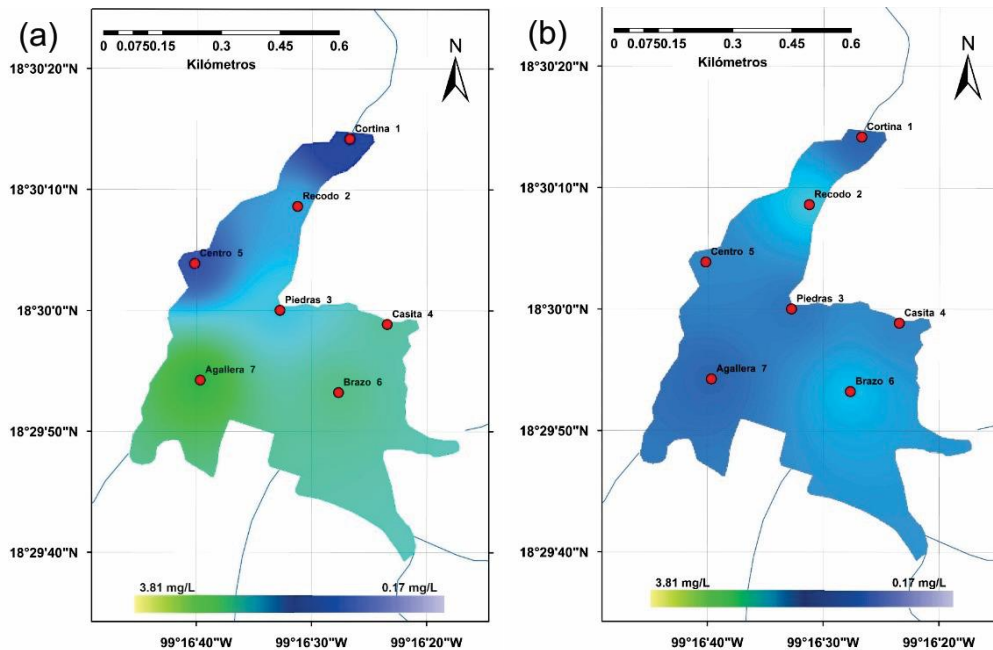 (a)
0 0.0750.15 0.3 0.45 0.6
Kilómetros
N
18°30'20"N
18°30'10"N
18°30'0"N
18°29'50"N
18°29'40"N
Cortina 1
Recodo 2
Centro 5
Piedras 3
Casita 4
Agallera 7
Brazo 6
3.81 mg/L 0.17 mg/L
99°16'40"W 99°16'30"W 99°16'20"W
(b)
0 0.0750.15 0.3 0.45 0.6
Kilómetros
N
18°30'20"N
18°30'10"N
18°30'0"N
18°29'50"N
18°29'40"N
Cortina 1
Recodo 2
Centro 5
Piedras 3
Casita 4
Agallera 7
Brazo 6
3.81 mg/L 0.17 mg/L
99°16'40"W 99°16'30"W 99°16'20"W